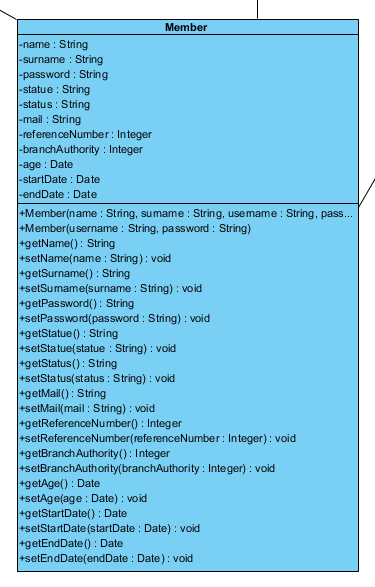 Member
-name : String
-surname : String
-password : String
-statue : String
-status : String
-mail : String
-referenceNumber : Integer
-branchAuthority : Integer
-age : Date
-startDate : Date
-endDate : Date
+Member(name : String, surname : String, username : String, pass...
+Member(username : String, password : String)
+getName() : String
+setName(name : String) : void
+getSurname() : String
+setSurname(surname : String) : void
+getPassword() : String
+setPassword(password : String) : void
+getStatue() : String
+setStatue(statue : String) : void
+getStatus() : String
+setStatus(status : String) : void
+getMail() : String
+setMail(mail : String) : void
+getReferenceNumber() : Integer
+setReferenceNumber(referenceNumber : Integer) : void
+getBranchAuthority() : Integer
+setBranchAuthority(branchAuthority : Integer) : void
+getAge() : Date
+setAge(age : Date) : void
+getStartDate() : Date
+setStartDate(startDate : Date) : void
+getEndDate() : Date
+setEndDate(endDate : Date) : void